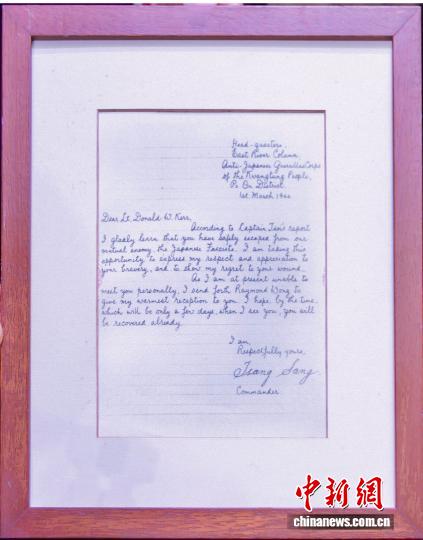 Head-quarters,
East River Column,
Anti-Japanese Guerrillas Corps
of the Kwangtung People,
Po On District.
1st March 1944
Dear Lt. Donald W. Kerr,
According to Captain Tsn's report
I gladly learn that you have safely escaped from our
mutual enemy, the Japanese Fascists. I am taking this
opportunity to express my respect and appreciation to
your bravery, and to show my regret to your wound.
As I am at present unable to
meet you personally, I send forth Raymond Wong to
give my warmest reception to you. I hope, by the time,
which will be only a few days, when I see you, you will
be recovered already.
I am,
Respectfully yours,
Tsang Sang.
Commander.
中新网
chinanews.com.cn